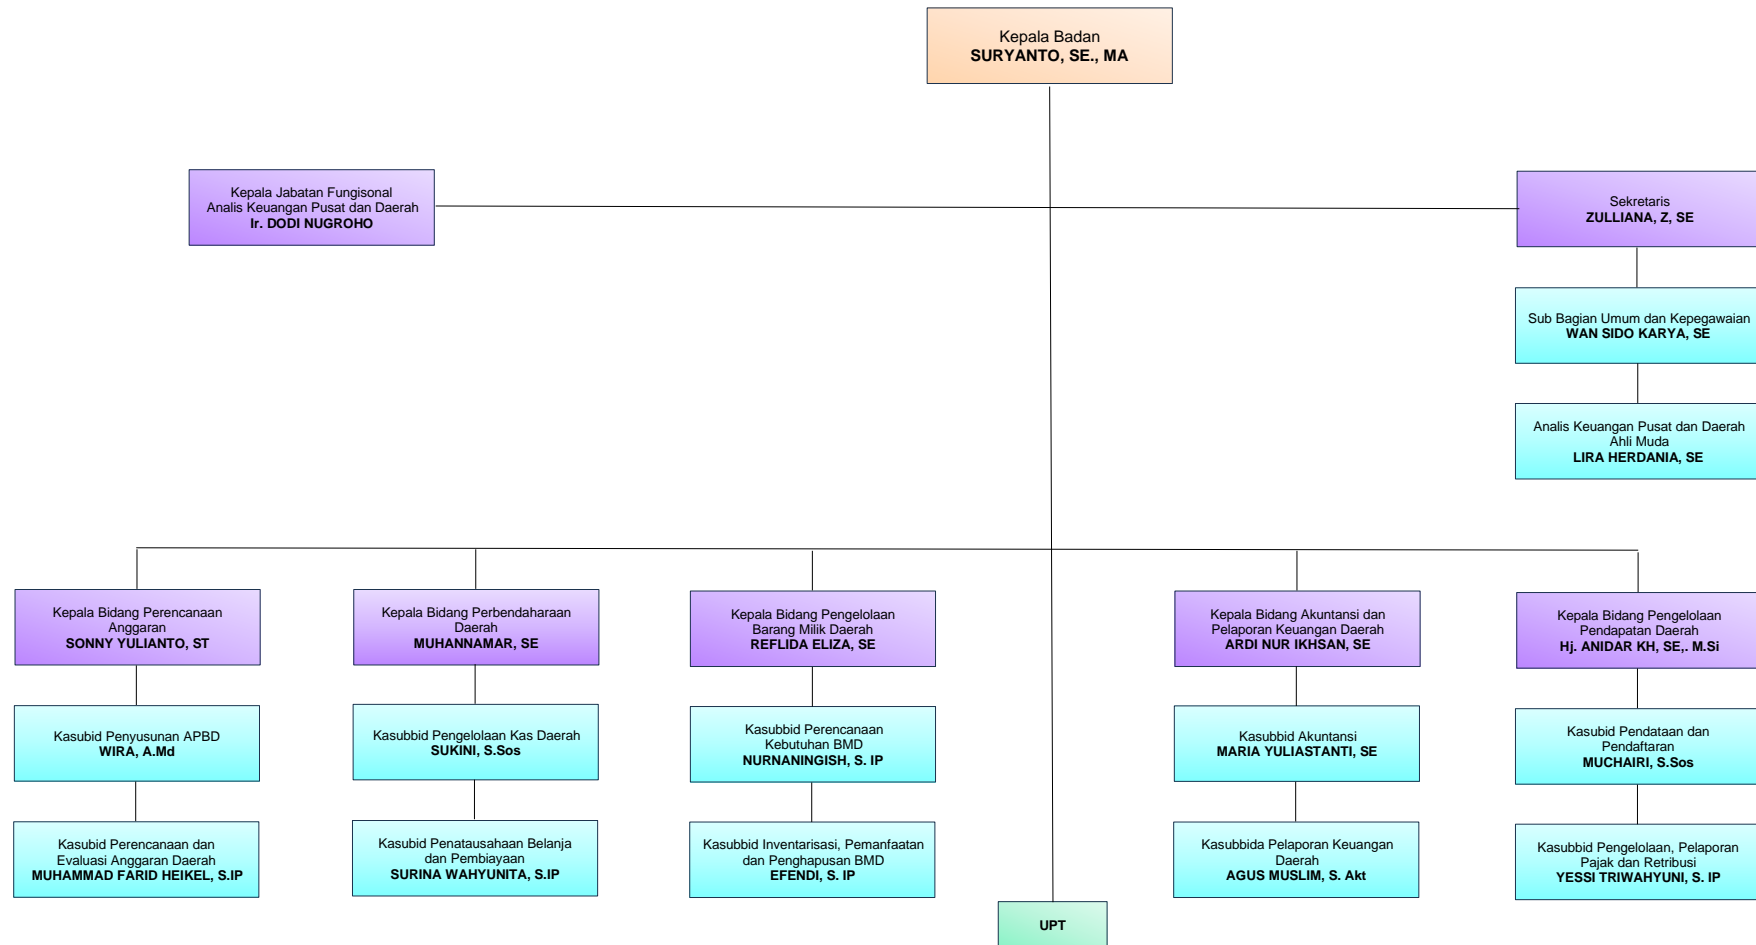 Kepala Badan
SURYANTO, SE., MA
Kepala Jabatan Fungisonal
Analis Keuangan Pusat dan Daerah
Ir. DODI NUGROHO
Sekretaris
ZULLIANA, Z, SE
Sub Bagian Umum dan Kepegawaian
WAN SIDO KARYA, SE
Analis Keuangan Pusat dan Daerah
Ahli Muda
LIRA HERDANIA, SE
Kepala Bidang Perencanaan
Anggaran
SONNY YULIANTO, ST
Kepala Bidang Perbendaharaan
Daerah
MUHANNAMAR, SE
Kepala Bidang Pengelolaan
Barang Milik Daerah
REFLIDA ELIZA, SE
Kepala Bidang Akuntansi dan
Pelaporan Keuangan Daerah
ARDI NUR IKHSAN, SE
Kepala Bidang Pengelolaan
Pendapatan Daerah
Hj. ANIDAR KH, SE,. M.Si
Kasubid Penyusunan APBD
WIRA, A.Md
Kasubbid Pengelolaan Kas Daerah
SUKINI, S.Sos
Kasubbid Perencanaan
Kebutuhan BMD
NURNANINGISH, S. IP
Kasubbid Akuntansi
MARIA YULIASTANTI, SE
Kasubid Pendataan dan
Pendaftaran
MUCHAIRI, S.Sos
Kasubid Perencanaan dan
Evaluasi Anggaran Daerah
MUHAMMAD FARID HEIKEL, S.IP
Kasubid Penatausahaan Belanja
dan Pembiayaan
SURINA WAHYUNITA, S.IP
Kasubbid Inventarisasi, Pemanfaatan
dan Penghapusan BMD
EFENDI, S. IP
Kasubbida Pelaporan Keuangan
Daerah
AGUS MUSLIM, S. Akt
Kasubbid Pengelolaan, Pelaporan
Pajak dan Retribusi
YESSI TRIWAHYUNI, S. IP
UPT